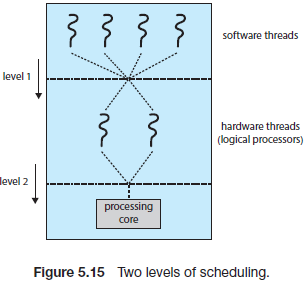 software threads
level 1
hardware threads
(logical processors)
level 2
processing
core
Figure 5.15 Two levels of scheduling.